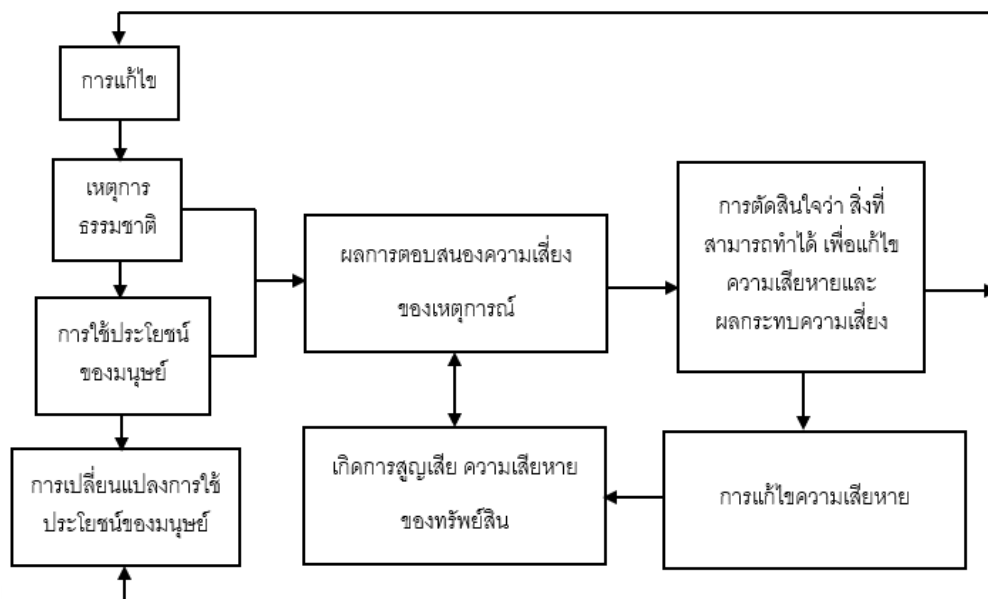 การแก้ไข
เหตุการ
ธรรมชาติ
การใช้ประโยชน์
ของมนุษย์
การเปลี่ยนแปลงการใช้
ประโยชน์ของมนุษย์
ผลการตอบสนองความเสี่ยง
ของเหตุการณ์
เกิดการสูญเสีย ความเสียหาย
ของทรัพย์สิน
การตัดสินใจว่า สิ่งที่
สามารถทำได้ เพื่อแก้ไข
ความเสียหายและ
ผลกระทบความเสี่ยง
การแก้ไขความเสียหาย